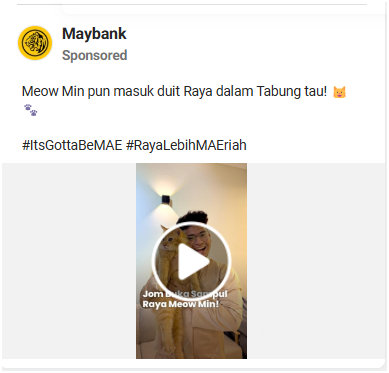 Maybank
Sponsored
Meow Min pun masuk duit Raya dalam Tabung tau! 🐱
🐾
#ItsGottaBeMAE #RayaLebihMAEriah
Jom Buka Sampul
Raya Meow Min!